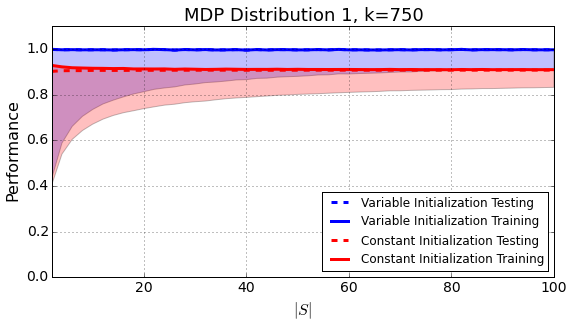 MDP Distribution 1, k=750
Performance
1.0
0.8
0.6
0.4
0.2
0.0
20
40
60
80
100
|S|
Variable Initialization Testing
Variable Initialization Training
Constant Initialization Testing
Constant Initialization Training